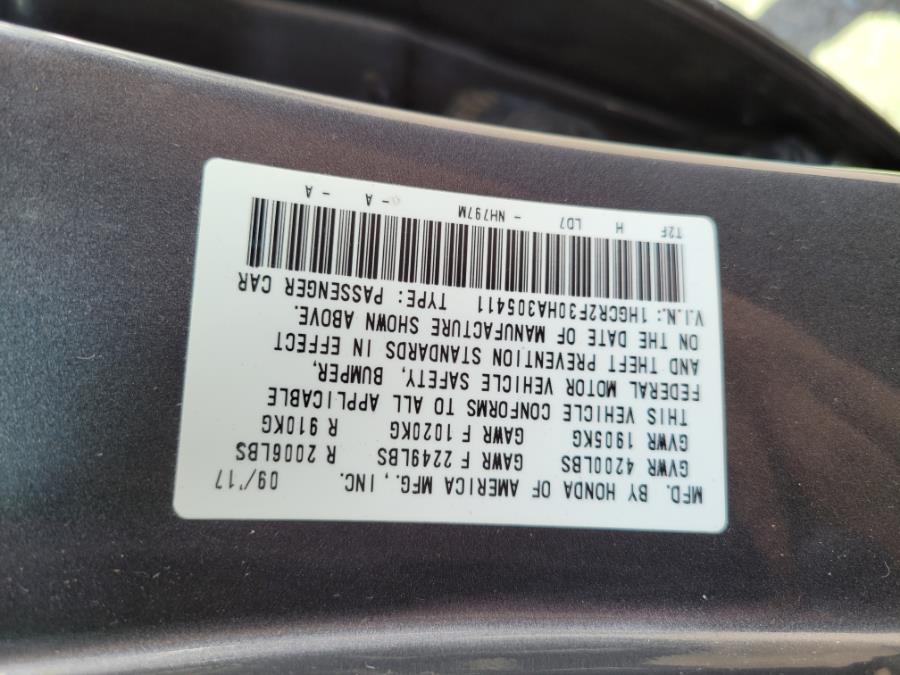 MFD. BY HONDA OF AMERICA MFG., INC. 09/'17
GVWR 4200LBS GAWR F 2249LBS R 2006LBS
GVWR 1905KG GAWR F 1020KG R 910KG
THIS VEHICLE CONFORMS TO ALL APPLICABLE
FEDERAL MOTOR VEHICLE SAFETY, BUMPER,
AND THEFT PREVENTION STANDARDS IN EFFECT
ON THE DATE OF MANUFACTURE SHOWN ABOVE.
V.I.N.: 1HGCR2F30HA305411 TYPE: PASSENGER CAR
T2F H LD7 - NH797M - A - A